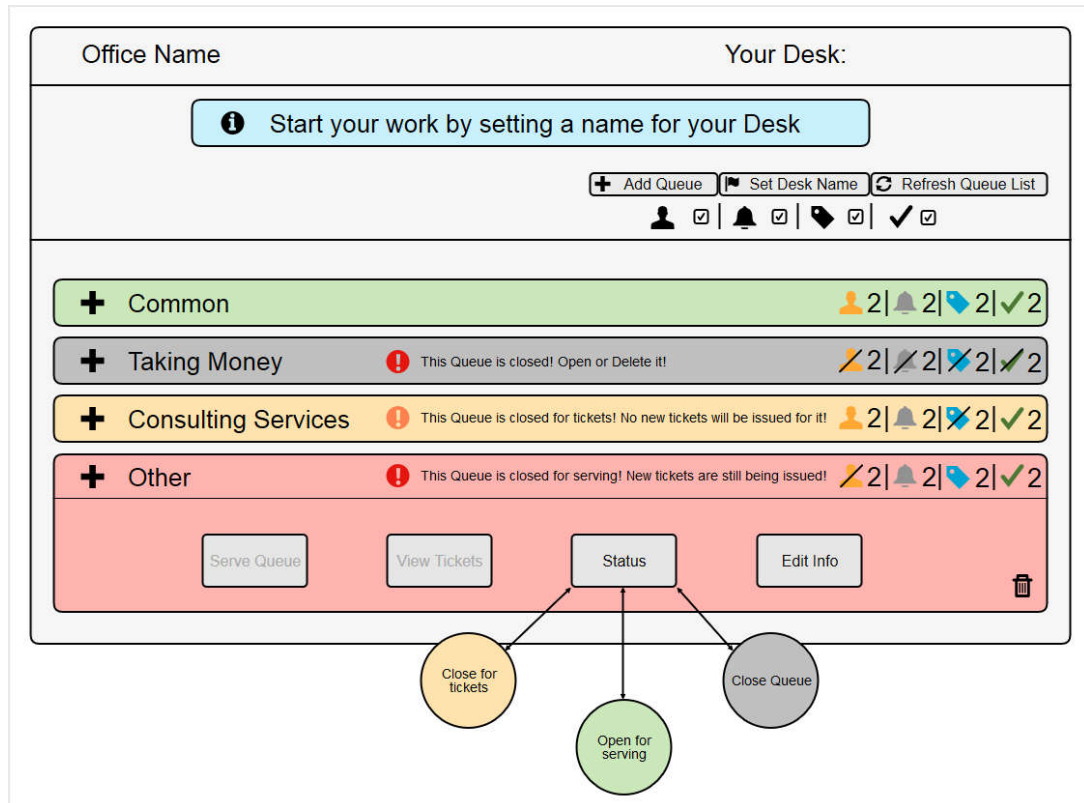 Office Name Your Desk:
Start your work by setting a name for your Desk
Add Queue Set Desk Name Refresh Queue List
Common 2| 2| 2| 2
Taking Money This Queue is closed! Open or Delete it! 2| 2| 2| 2
Consulting Services This Queue is closed for tickets! No new tickets will be issued for it! 2| 2| 2| 2
Other This Queue is closed for serving! New tickets are still being issued! 2| 2| 2| 2
Serve Queue View Tickets Status Edit Info
Close for
tickets
Close Queue
Open for
serving